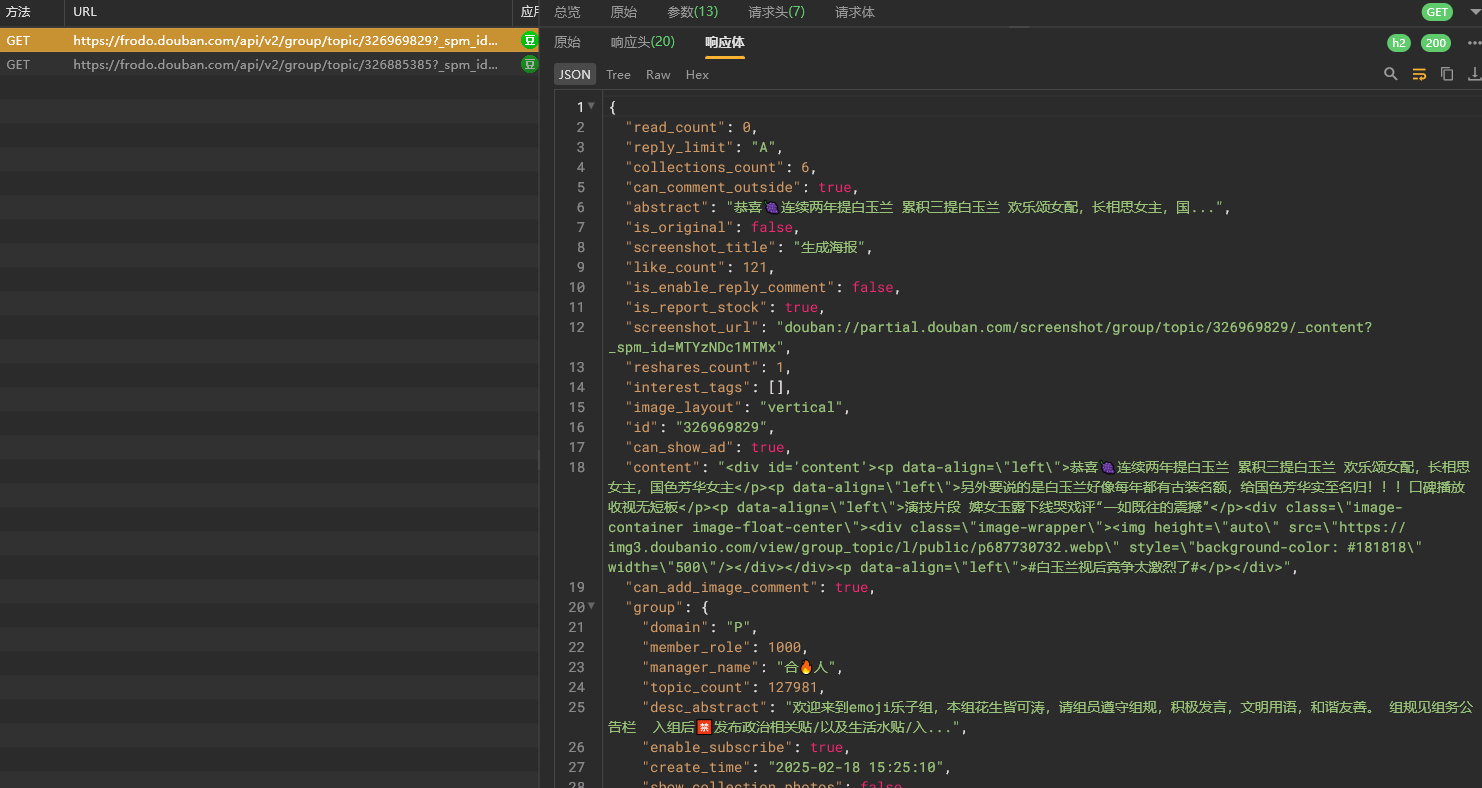 方法 URL 应用
GET https://frodo.douban.com/api/v2/group/topic/326969829?_spm_id...
GET https://frodo.douban.com/api/v2/group/topic/326885385?_spm_id...
总览 原始 参数(13) 请求头(7) 请求体 GET
原始 响应头(20) 响应体 h2 200
JSON Tree Raw Hex
1 {
2 "read_count": 0,
3 "reply_limit": "A",
4 "collections_count": 6,
5 "can_comment_outside": true,
6 "abstract": "恭喜🍇连续两年提白玉兰 累积三提白玉兰 欢乐颂女配，长相思女主，国...",
7 "is_original": false,
8 "screenshot_title": "生成海报",
9 "like_count": 121,
10 "is_enable_reply_comment": false,
11 "is_report_stock": true,
12 "screenshot_url": "douban://partial.douban.com/screenshot/group/topic/326969829/_content?
_spm_id=MTYzNDc1MTMx",
13 "reshares_count": 1,
14 "interest_tags": [],
15 "image_layout": "vertical",
16 "id": "326969829",
17 "can_show_ad": true,
18 "content": "<div id='content'><p data-align=\"left\">恭喜🍇连续两年提白玉兰 累积三提白玉兰 欢乐颂女配，长相思
女主，国色芳华女主</p><p data-align=\"left\">另外要说的是白玉兰好像每年都有古装名额，给国色芳华实至名归！！！口碑播放
收视无短板</p><p data-align=\"left\">演技片段 婢女玉露下线哭戏评“一如既往的震撼”</p><div class=\"image-
container image-float-center\"><div class=\"image-wrapper\"><img height=\"auto\" src=\"https://
img3.doubanio.com/view/group_topic/l/public/p687730732.webp\" style=\"background-color: #181818\"
width=\"500\"/></div></div><p data-align=\"left\">#白玉兰视后竞争太激烈了#</p></div>",
19 "can_add_image_comment": true,
20 "group": {
21 "domain": "P",
22 "member_role": 1000,
23 "manager_name": "合🔥人",
24 "topic_count": 127981,
25 "desc_abstract": "欢迎来到emoji乐子组，本组花生皆可涛，请组员遵守组规，积极发言，文明用语，和谐友善。 组规见组务公
告栏 入组后🈲发布政治相关贴/以及生活水贴/入...",
26 "enable_subscribe": true,
27 "create_time": "2025-02-18 15:25:10",
28 "show_collection_photos": false,